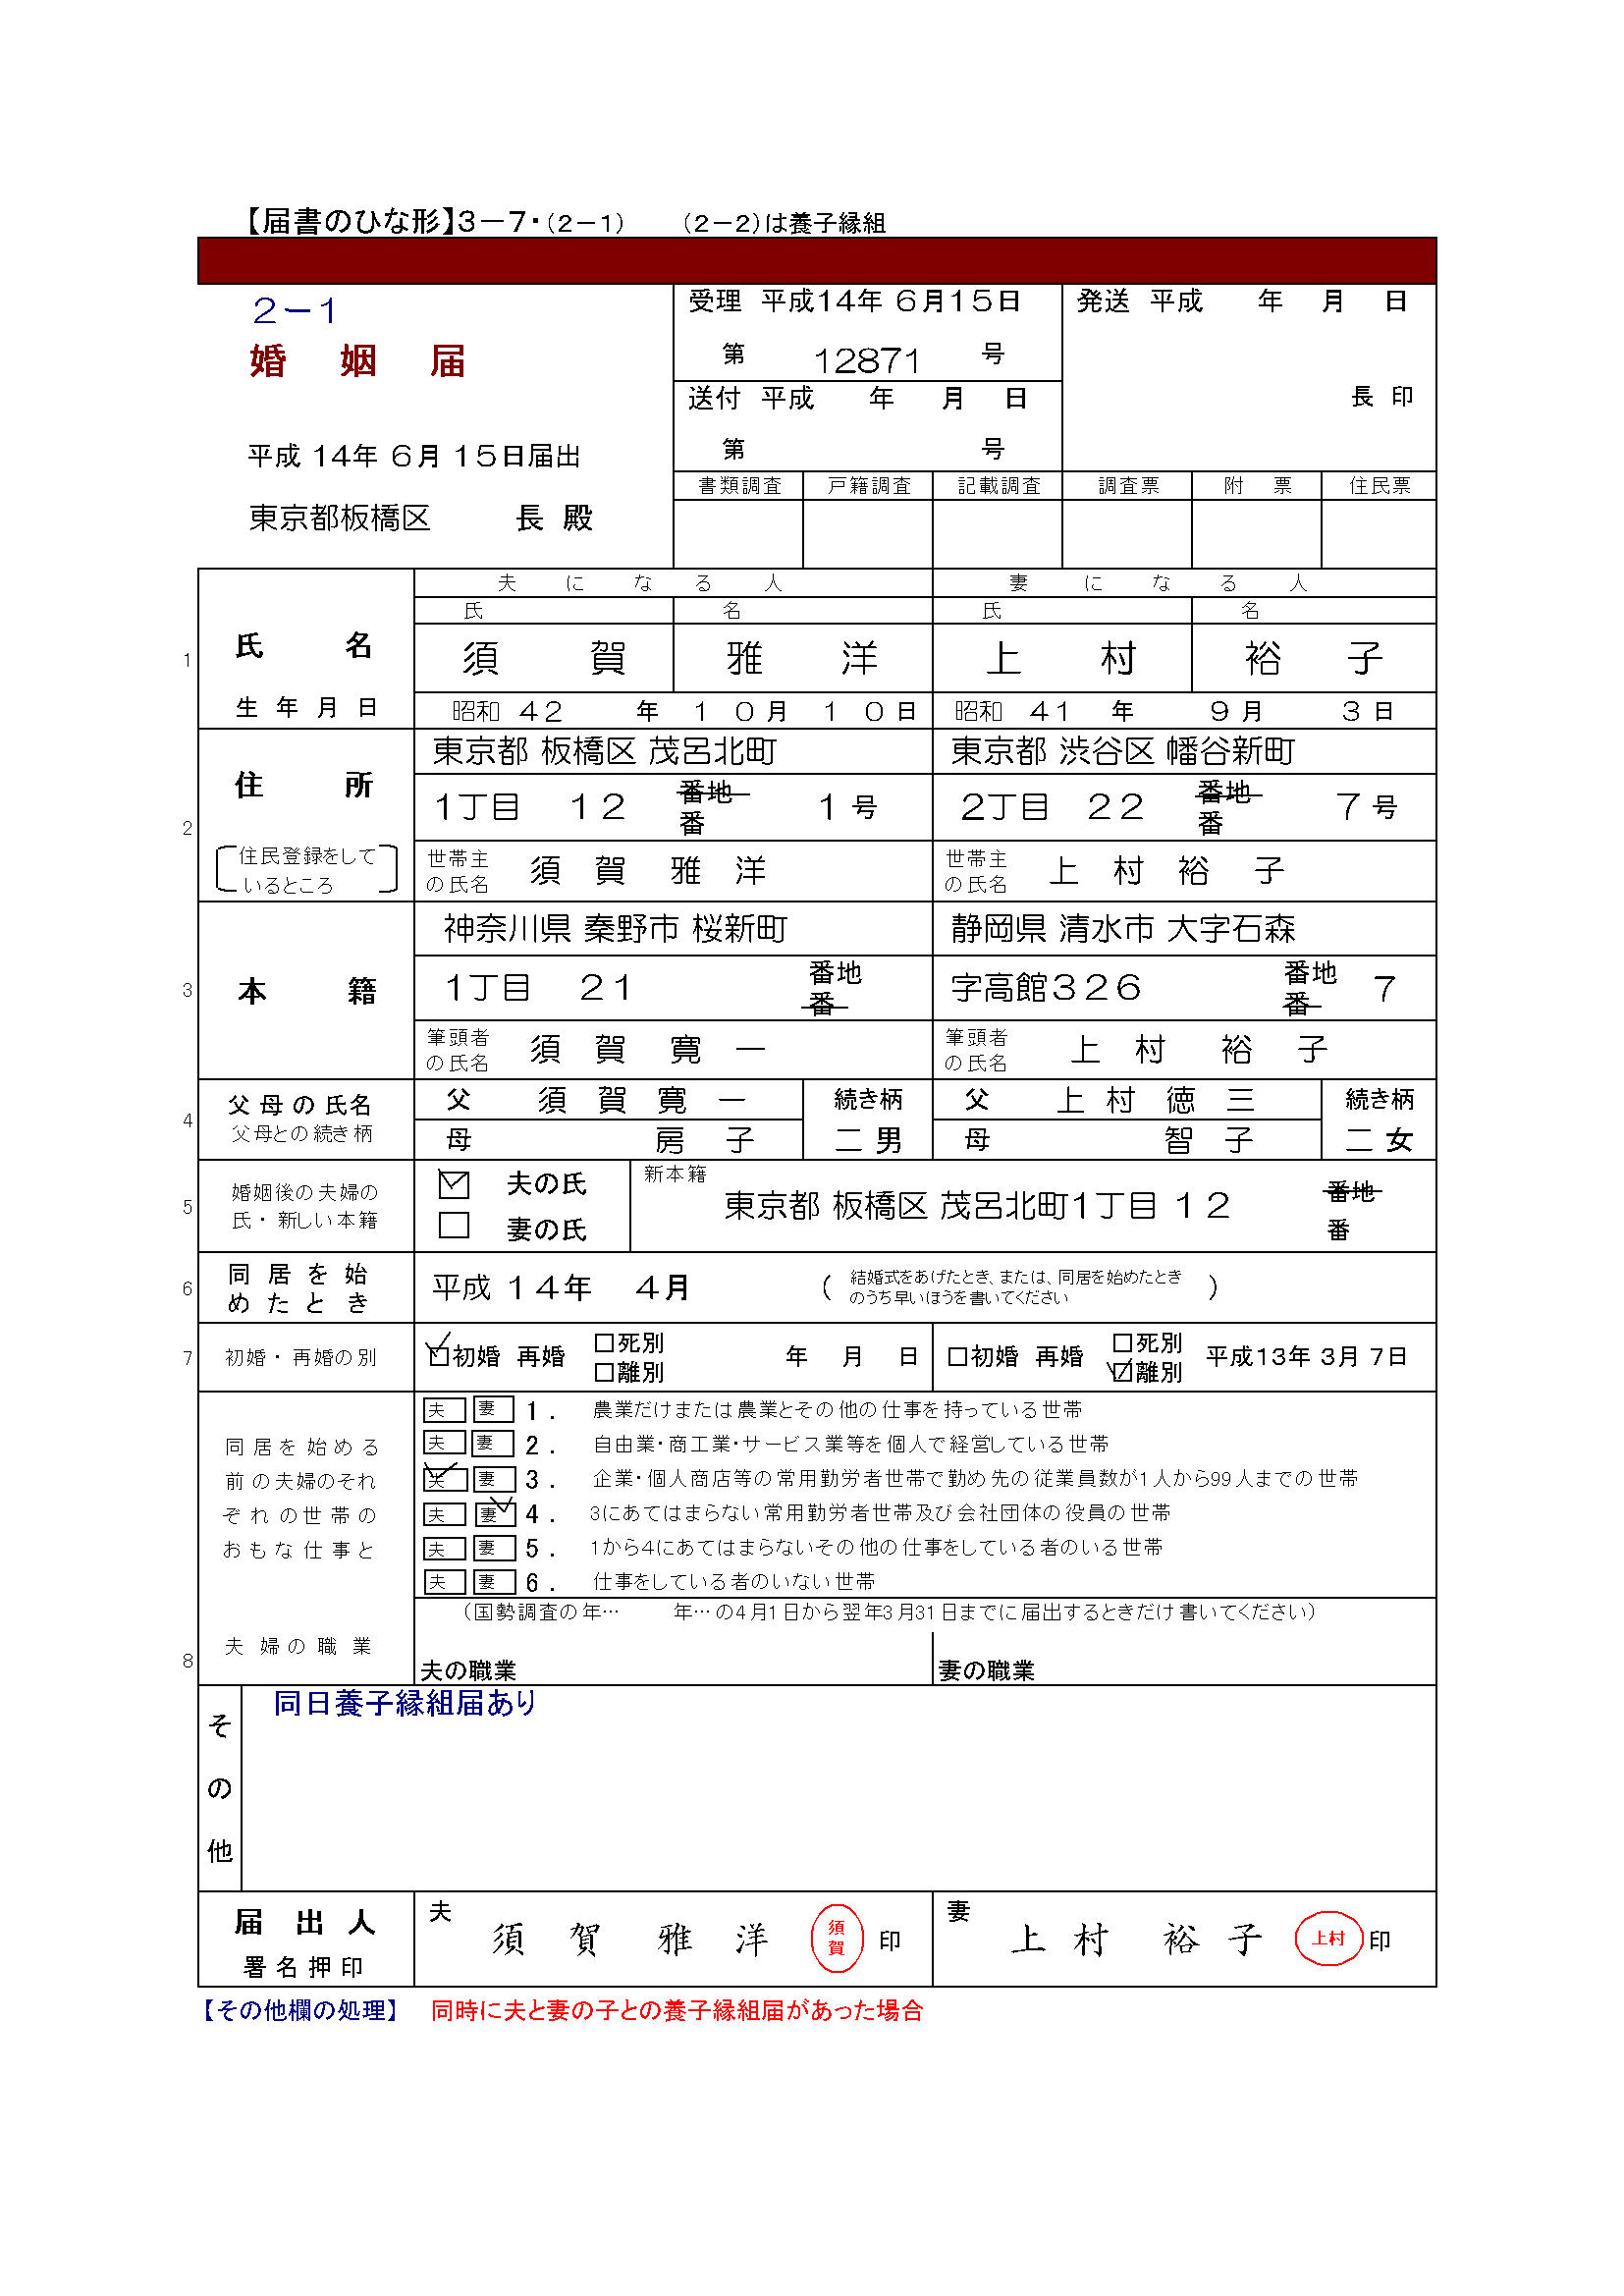 【届書のひな形】３－７・（２－１）　　（２－２）は養子縁組
２－１
婚　姻　届
平成 14年 6月 15日届出
東京都板橋区　　長 殿
受理 平成14年 6月15日
第　12871　号
送付 平成　年　月　日
第　　号
発送 平成　年　月　日
長 印
書類調査　戸籍調査　記載調査　調査票　附　票　住民票
夫になる人　妻になる人
1　氏　名　氏　名　氏　名
須賀　雅洋　上村　裕子
生年月日　昭和 42 年 10月 10日　昭和 41 年 9月 3日
2　住　所　東京都 板橋区 茂呂北町　東京都 渋谷区 幡谷新町
1丁目　12　番地　番　1号　2丁目　22　番地　番　7号
住民登録をしているところ　世帯主の氏名　須賀 雅洋　世帯主の氏名　上村 裕子
3　本　籍　神奈川県 秦野市 桜新町　静岡県 清水市 大字石森
1丁目　21　番地　番　字高館326　番地　番　7
筆頭者の氏名　須賀 寛一　筆頭者の氏名　上村 裕子
4　父母の氏名　父　須賀寛一　続き柄　父　上村徳三　続き柄
父母との続き柄　母　房子　二男　母　智子　二女
5　婚姻後の夫婦の氏・新しい本籍　夫の氏　新本籍
妻の氏　東京都 板橋区 茂呂北町1丁目 12　番地　番
6　同居を始めたとき　平成 14年　4月　（結婚式をあげたとき、または、同居を始めたときのうち早いほうを書いてください）
7　初婚・再婚の別　☑初婚　再婚　□死別　□離別　年　月　日　□初婚　再婚　□死別　☑離別　平成13年 3月 7日
同居を始める前の夫婦のそれぞれの世帯のおもな仕事と
夫　妻　1．農業だけまたは農業とその他の仕事を持っている世帯
夫　妻　2．自由業・商工業・サービス業等を個人で経営している世帯
夫　妻　3．企業・個人商店等の常用勤労者世帯で勤め先の従業員数が1人から99人までの世帯
夫　妻　4．3にあてはまらない常用勤労者世帯及び会社団体の役員の世帯
夫　妻　5．1から4にあてはまらないその他の仕事をしている者のいる世帯
夫　妻　6．仕事をしている者のいない世帯
（国勢調査の年…　年…の4月1日から翌年3月31日までに届出するときだけ書いてください）
8　夫婦の職業　夫の職業　妻の職業
その他　同日養子縁組届あり
届出人　夫　須賀 雅洋　須賀　印　妻　上村 裕子　上村　印
署名押印
【その他欄の処理】　同時に夫と妻の子との養子縁組届があった場合